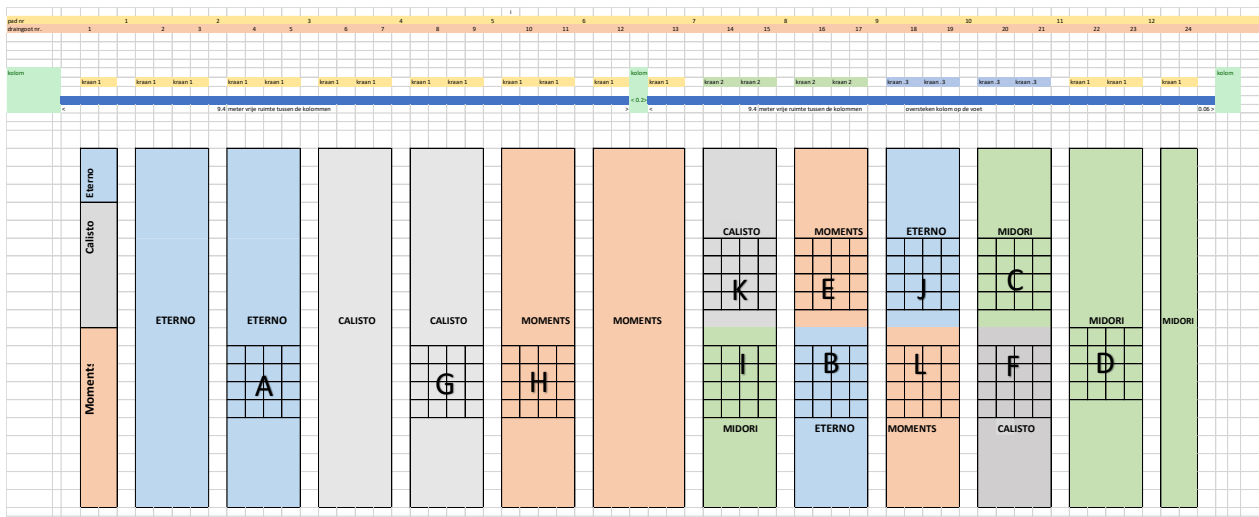 pad nr 1 2 3 4 5 6 7 8 9 10 11 12
draingoot nr. 1 2 3 4 5 6 7 8 9 10 11 12 13 14 15 16 17 18 19 20 21 22 23 24
kolom kolom kolom
kraan 1 kraan 1 kraan 1 kraan 1 kraan 1 kraan 1 kraan 1 kraan 1 kraan 1 kraan 1 kraan 1 kraan 1 kraan 1 kraan 2 kraan 2 kraan 2 kraan 2 kraan .3 kraan .3 kraan .3 kraan .3 kraan 1 kraan 1 kraan 1
< 0.2>
< 9.4 meter vrije ruimte tussen de kolommen > < 9.4 meter vrije ruimte tussen de kolommen oversteken kolom op de voet 0.06 >
Eterno
Calisto
CALISTO MOMENTS ETERNO MIDORI
K E J C
ETERNO ETERNO CALISTO CALISTO MOMENTS MOMENTS MIDORI MIDORI
Moments
I B L F D
A G H
MIDORI ETERNO MOMENTS CALISTO